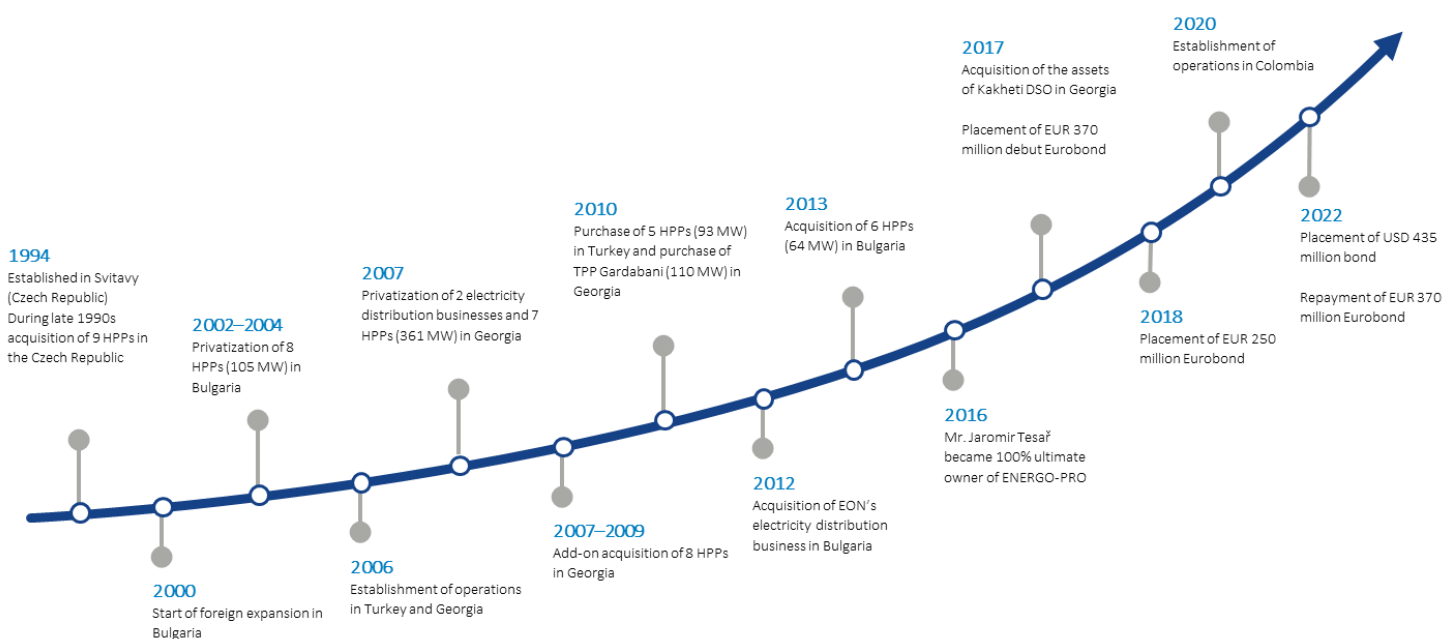 1994
Established in Svitavy
(Czech Republic)
During late 1990s
acquisition of 9 HPPs in
the Czech Republic
2000
Start of foreign expansion in
Bulgaria
2002–2004
Privatization of 8
HPPs (105 MW) in
Bulgaria
2006
Establishment of operations
in Turkey and Georgia
2007
Privatization of 2 electricity
distribution businesses and 7
HPPs (361 MW) in Georgia
2007–2009
Add-on acquisition of 8 HPPs
in Georgia
2010
Purchase of 5 HPPs (93 MW)
in Turkey and purchase of
TPP Gardabani (110 MW) in
Georgia
2012
Acquisition of EON's
electricity distribution
business in Bulgaria
2013
Acquisition of 6 HPPs
(64 MW) in Bulgaria
2016
Mr. Jaromir Tesař
became 100% ultimate
owner of ENERGO-PRO
2017
Acquisition of the assets
of Kakheti DSO in Georgia
Placement of EUR 370
million debut Eurobond
2018
Placement of EUR 250
million Eurobond
2020
Establishment of
operations in Colombia
2022
Placement of USD 435
million bond
Repayment of EUR 370
million Eurobond